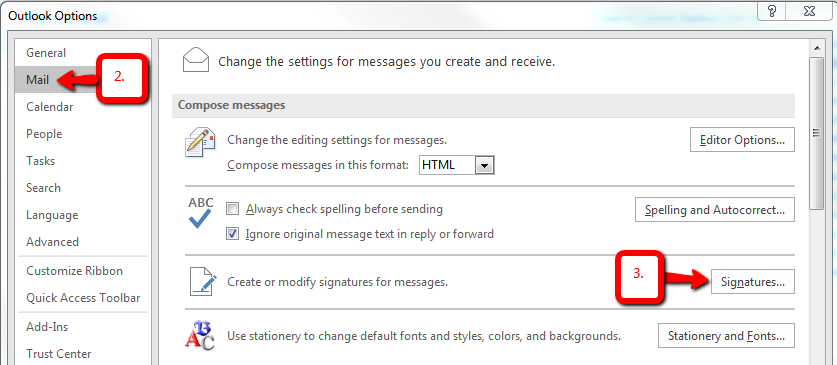 Outlook Options
?
General
Mail
2.
Calendar
People
Tasks
Search
Language
Advanced
Customize Ribbon
Quick Access Toolbar
Add-Ins
Trust Center
Change the settings for messages you create and receive.
Compose messages
Change the editing settings for messages.
Editor Options...
Compose messages in this format: HTML
ABC
Always check spelling before sending
Spelling and Autocorrect...
Ignore original message text in reply or forward
Create or modify signatures for messages.
3.
Signatures...
ABC
Use stationery to change default fonts and styles, colors, and backgrounds.
Stationery and Fonts...